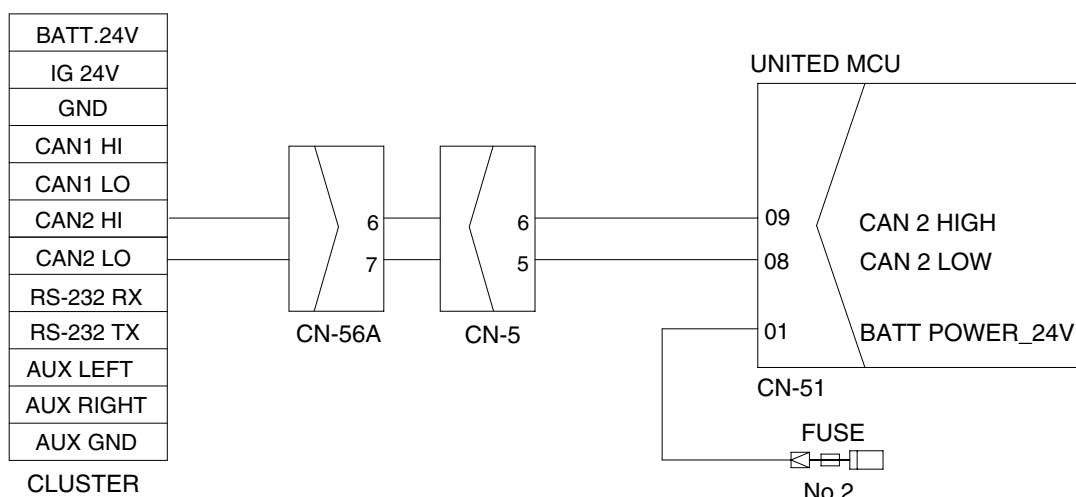 BATT.24V
IG 24V
GND
CAN1 HI
CAN1 LO
CAN2 HI
CAN2 LO
RS-232 RX
RS-232 TX
AUX LEFT
AUX RIGHT
AUX GND
CLUSTER
6
7
CN-56A
6
5
CN-5
UNITED MCU
09 CAN 2 HIGH
08 CAN 2 LOW
01 BATT POWER_24V
CN-51
FUSE
No.2